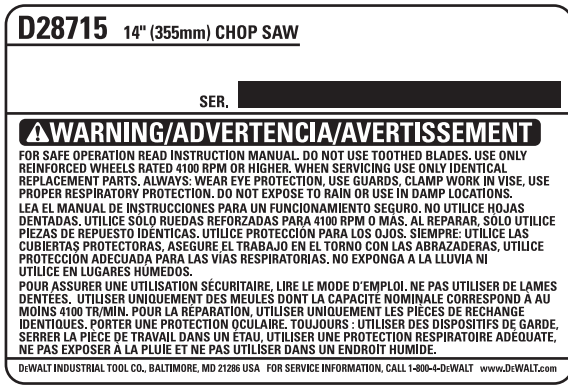 D28715 14" (355mm) CHOP SAW
SER.
WARNING/ADVERTENCIA/AVERTISSEMENT
FOR SAFE OPERATION READ INSTRUCTION MANUAL. DO NOT USE TOOTHED BLADES. USE ONLY
REINFORCED WHEELS RATED 4100 RPM OR HIGHER. WHEN SERVICING USE ONLY IDENTICAL
REPLACEMENT PARTS. ALWAYS: WEAR EYE PROTECTION, USE GUARDS, CLAMP WORK IN VISE, USE
PROPER RESPIRATORY PROTECTION. DO NOT EXPOSE TO RAIN OR USE IN DAMP LOCATIONS.
LEA EL MANUAL DE INSTRUCCIONES PARA UN FUNCIONAMIENTO SEGURO. NO UTILICE HOJAS
DENTADAS. UTILICE SÓLO RUEDAS REFORZADAS PARA 4100 RPM O MÁS. AL REPARAR, SÓLO UTILICE
PIEZAS DE REPUESTO IDÉNTICAS. UTILICE PROTECCIÓN PARA LOS OJOS. SIEMPRE: UTILICE LAS
CUBIERTAS PROTECTORAS, ASEGURE EL TRABAJO EN EL TORNO CON LAS ABRAZADERAS, UTILICE
PROTECCIÓN ADECUADA PARA LAS VÍAS RESPIRATORIAS. NO EXPONGA A LA LLUVIA NI
UTILICE EN LUGARES HÚMEDOS.
POUR ASSURER UNE UTILISATION SÉCURITAIRE, LIRE LE MODE D'EMPLOI. NE PAS UTILISER DE LAMES
DENTÉES. UTILISER UNIQUEMENT DES MEULES DONT LA CAPACITÉ NOMINALE CORRESPOND À AU
MOINS 4100 TR/MIN. POUR LA RÉPARATION, UTILISER UNIQUEMENT LES PIÈCES DE RECHANGE
IDENTIQUES. PORTER UNE PROTECTION OCULAIRE. TOUJOURS : UTILISER DES DISPOSITIFS DE GARDE,
SERRER LA PIÈCE DE TRAVAIL DANS UN ÉTAU, UTILISER UNE PROTECTION RESPIRATOIRE ADÉQUATE,
NE PAS EXPOSER À LA PLUIE ET NE PAS UTILISER DANS UN ENDROIT HUMIDE.
DEWALT INDUSTRIAL TOOL CO., BALTIMORE, MD 21286 USA FOR SERVICE INFORMATION, CALL 1-800-4-DEWALT www.DEWALT.com